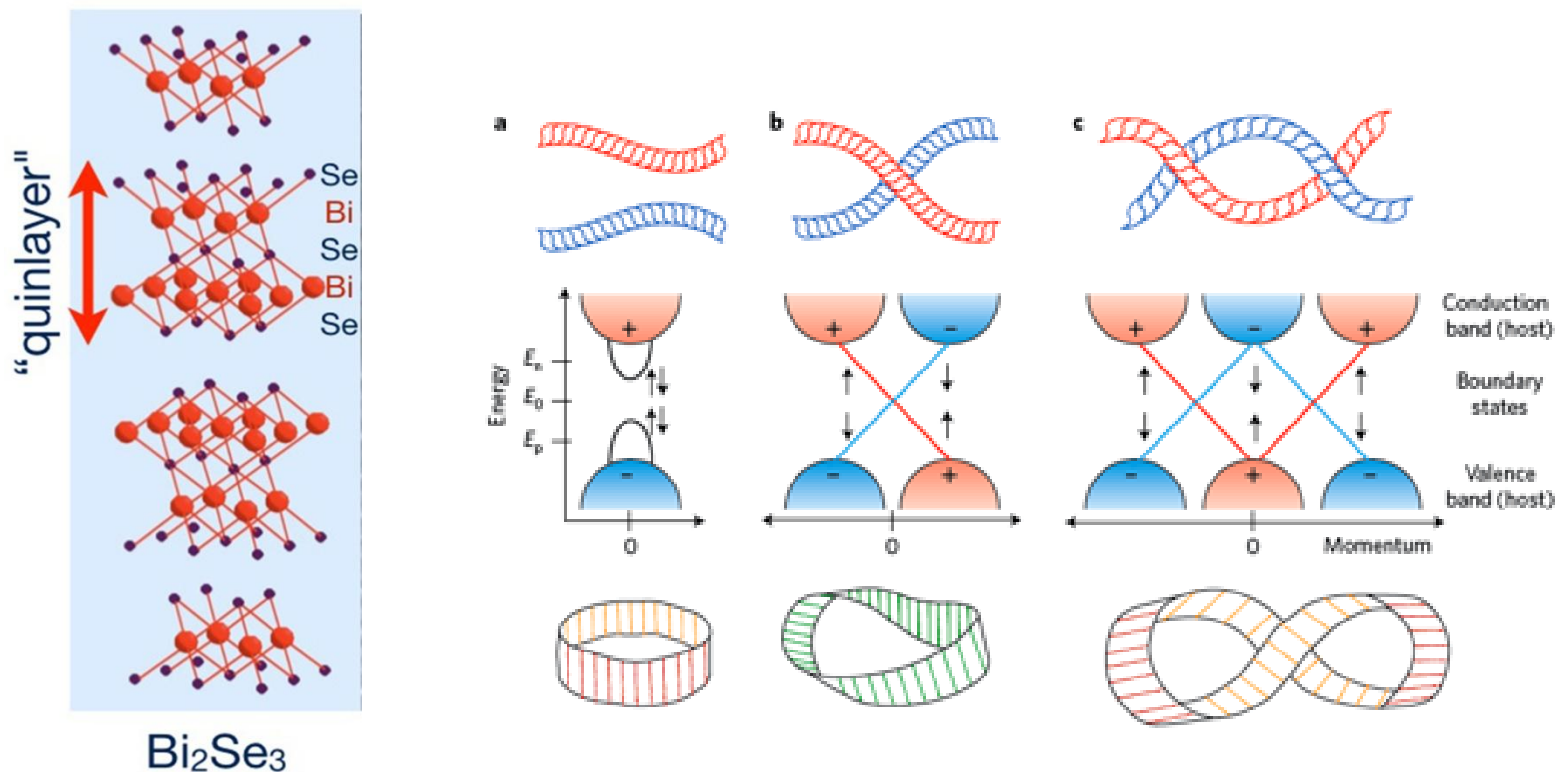 “quinlayer"
Se
Bi
Se
Bi
Se
Bi₂Se₃
a
b
c
Energy
E₀
+
−
0
+
−
−
+
0
+
−
+
−
+
−
0
Conduction
band (host)
Boundary
states
Valence
band (host)
Momentum